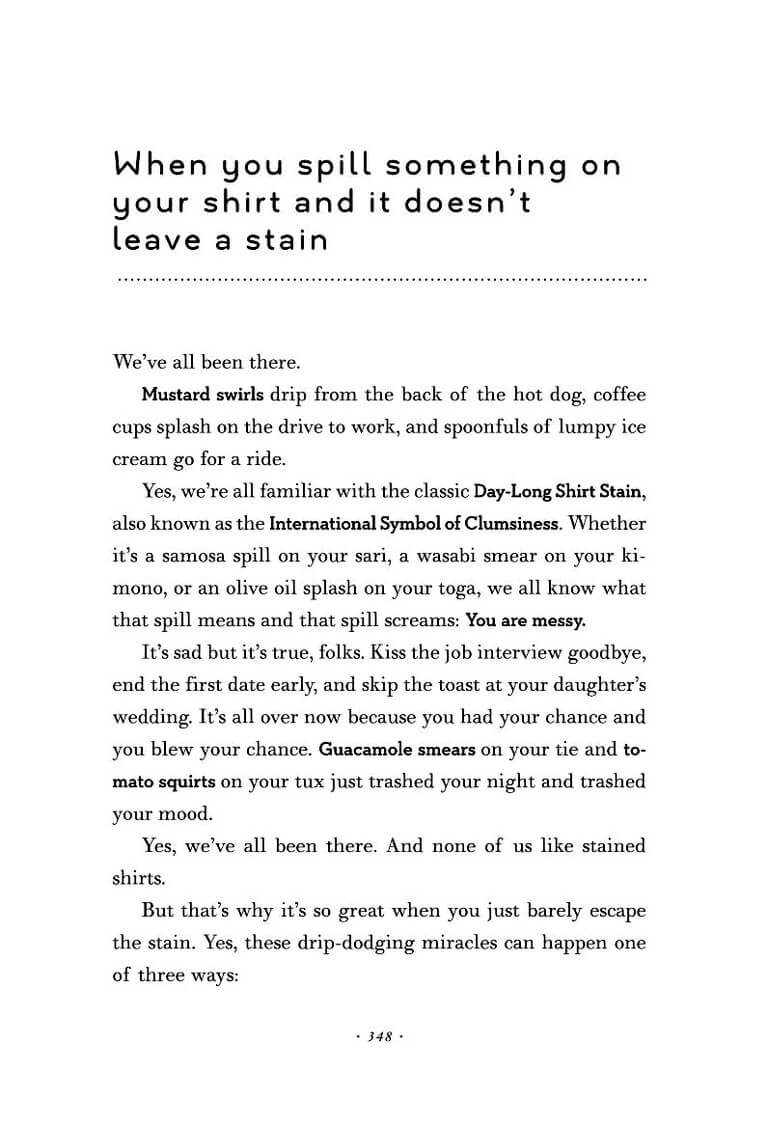 When you spill something on
your shirt and it doesn't
leave a stain
We've all been there.
Mustard swirls drip from the back of the hot dog, coffee
cups splash on the drive to work, and spoonfuls of lumpy ice
cream go for a ride.
Yes, we're all familiar with the classic Day-Long Shirt Stain,
also known as the International Symbol of Clumsiness. Whether
it's a samosa spill on your sari, a wasabi smear on your ki-
mono, or an olive oil splash on your toga, we all know what
that spill means and that spill screams: You are messy.
It's sad but it's true, folks. Kiss the job interview goodbye,
end the first date early, and skip the toast at your daughter's
wedding. It's all over now because you had your chance and
you blew your chance. Guacamole smears on your tie and to-
mato squirts on your tux just trashed your night and trashed
your mood.
Yes, we've all been there. And none of us like stained
shirts.
But that's why it's so great when you just barely escape
the stain. Yes, these drip-dodging miracles can happen one
of three ways:
· 348 ·